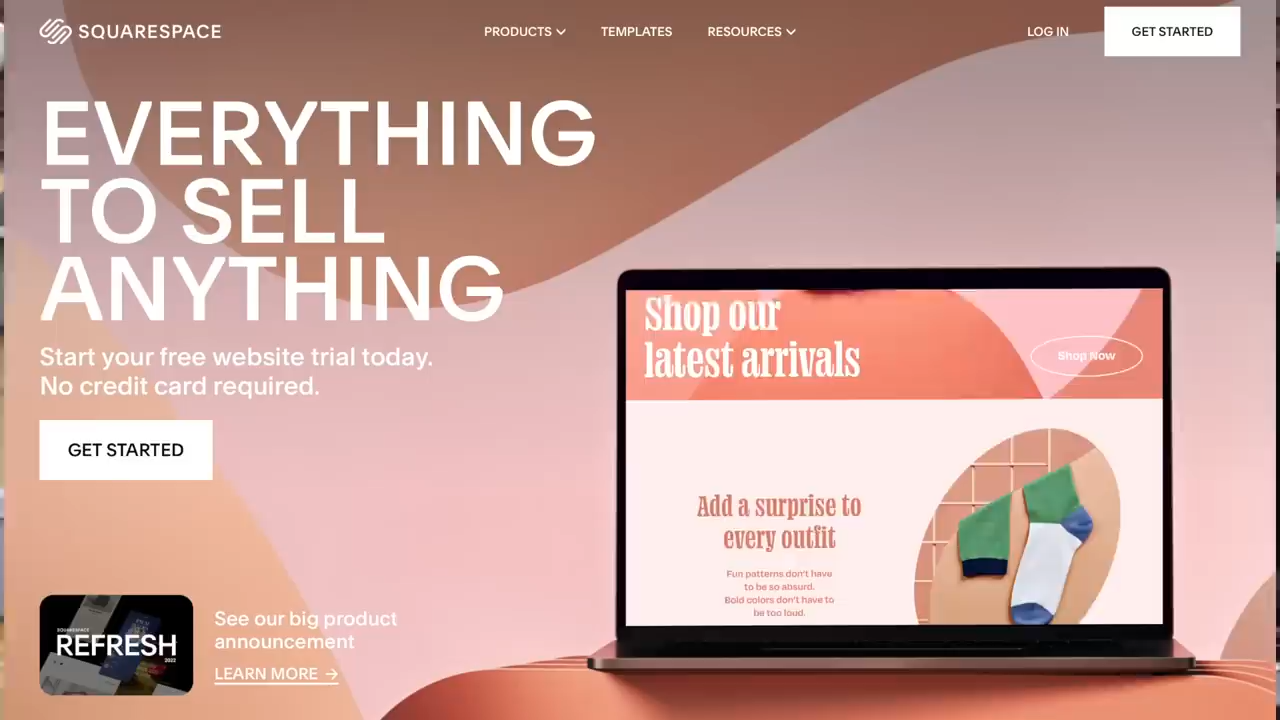 SQUARESPACE
PRODUCTS
TEMPLATES
RESOURCES
LOG IN
GET STARTED
EVERYTHING
TO SELL
ANYTHING
Start your free website trial today.
No credit card required.
GET STARTED
Shop our
latest arrivals
Shop Now
Add a surprise to
every outfit
Fun patterns don't have
to be so absurd.
Bold colors don't have to
be too loud.
SQUARESPACE
REFRESH
2022
See our big product
announcement
LEARN MORE →